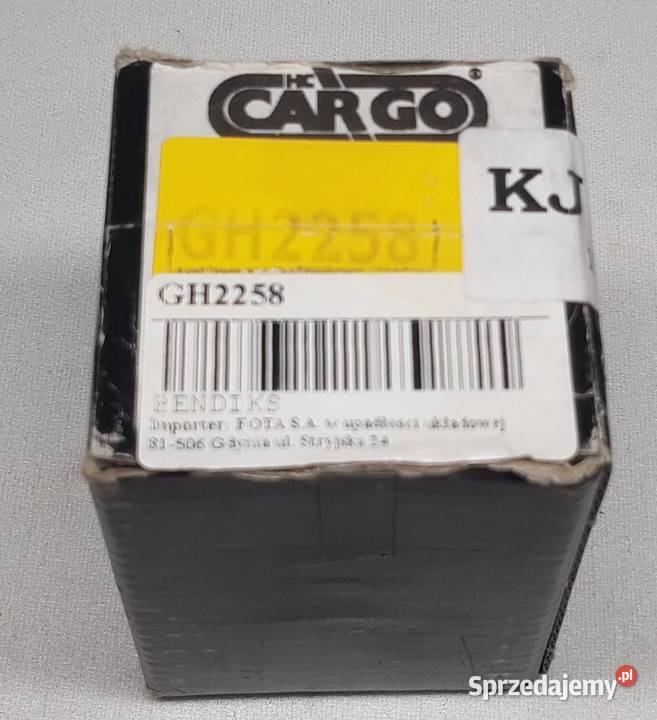 HC
CARGO®
KJ
GH2258
GH2258
BENDIKS
Importer: FOTA S.A. w upadłości układowej
81-506 Gdynia ul. Stryjska 24
Sprzedajemy.pl